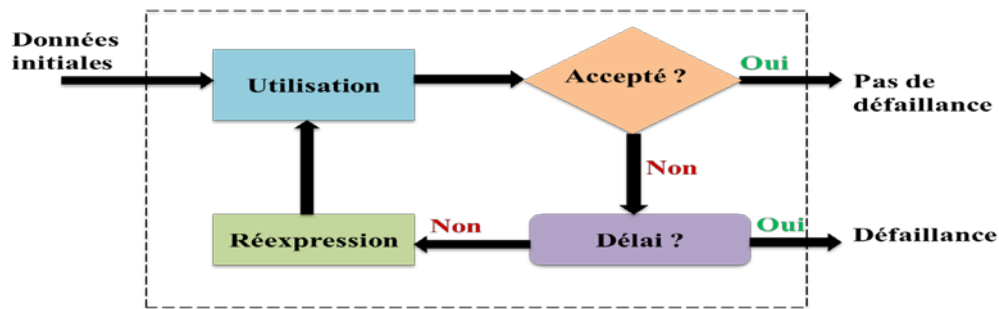 Données
initiales
Utilisation
Accepté ?
Oui
Pas de
défaillance
Non
Réexpression
Non
Délai ?
Oui
Défaillance